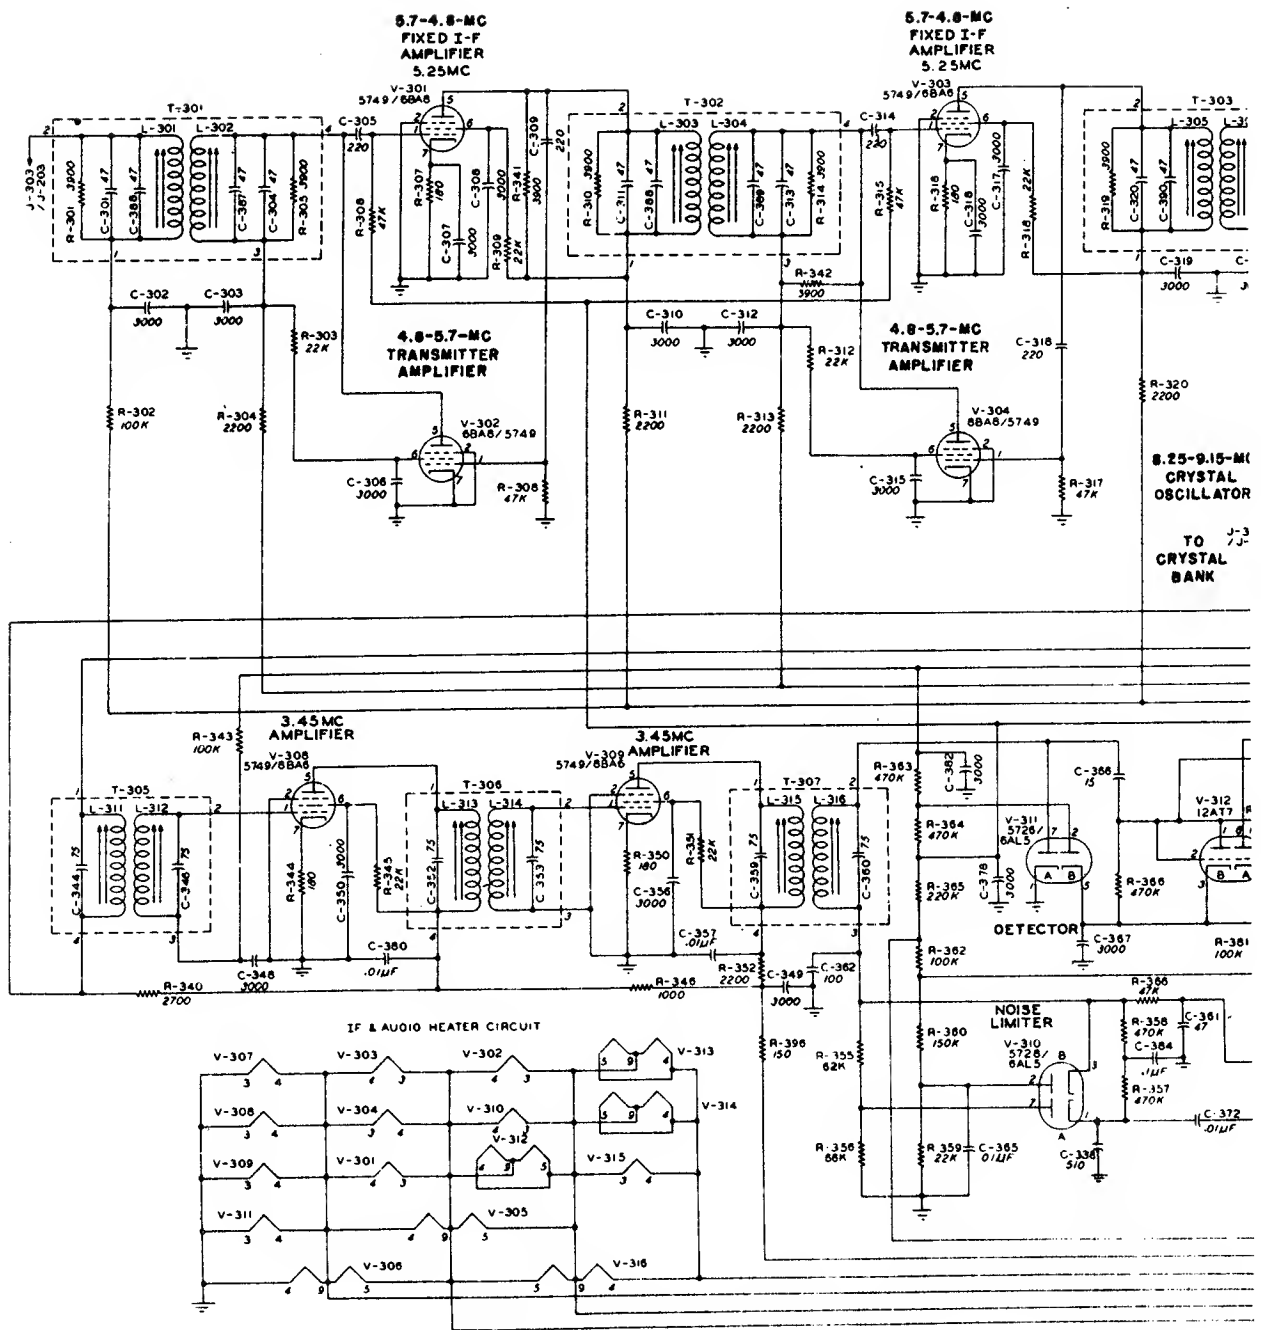 5.7-4.8-MC
FIXED I-F
AMPLIFIER
5.25MC
5.7-4.8-MC
FIXED I-F
AMPLIFIER
5.25MC
V-301
5749/6BA6
V-303
5749/6BA6
T-301
T-302
T-303
L-301
L-302
C-305
220
C-309
220
L-303
L-304
C-314
220
L-305
J-303
J-203
R-301
3900
C-301
47
C-388
47
C-387
47
C-304
47
R-305
3900
R-308
47K
R-307
180
C-307
3000
C-308
3000
R-309
22K
R-341
3900
R-310
3900
C-311
47
C-388
47
C-389
47
C-313
47
R-314
3900
R-315
47K
R-316
180
C-316
3000
C-317
3000
R-318
22K
R-319
3900
C-320
47
C-390
47
C-302
3000
C-303
3000
R-303
22K
4.8-5.7-MC
TRANSMITTER
AMPLIFIER
C-310
3000
C-312
3000
R-342
3900
R-312
22K
4.8-5.7-MC
TRANSMITTER
AMPLIFIER
C-318
220
C-319
3000
R-302
100K
R-304
2200
V-302
6BA6/5749
C-306
3000
R-308
47K
R-311
2200
R-313
2200
V-304
6BA6/5749
C-315
3000
R-317
47K
R-320
2200
8.25-9.15-M
CRYSTAL
OSCILLATOR
TO
CRYSTAL
BANK
3.45MC
AMPLIFIER
V-308
5749/6BA6
R-343
100K
3.45MC
AMPLIFIER
V-309
5749/6BA6
T-305
L-311
L-312
C-344
75
C-346
75
R-344
180
C-350
3000
R-345
22K
T-306
L-313
L-314
C-352
75
C-353
75
R-350
180
C-356
3000
R-351
22K
T-307
L-315
L-316
C-359
75
C-360
75
R-363
470K
C-382
3000
R-364
470K
R-365
220K
C-378
3000
R-362
100K
V-311
5726/
6AL5
A
B
DETECTOR
C-366
15
R-366
470K
C-367
3000
V-312
12AT7
B
A
R-361
100K
C-348
3000
C-380
.01UF
C-357
.01UF
R-340
2700
R-346
1000
R-352
2200
C-349
3000
C-362
100
R-396
150
R-355
62K
R-356
68K
R-360
150K
R-359
22K
C-365
.01UF
NOISE
LIMITER
V-310
5726/
6AL5
B
A
R-366
47K
R-358
470K
C-361
47
C-384
.1UF
R-357
470K
C-372
.01UF
C-338
510
IF & AUDIO HEATER CIRCUIT
V-307
V-303
V-302
V-313
V-308
V-304
V-310
V-314
V-312
V-309
V-301
V-315
V-311
V-305
V-306
V-316